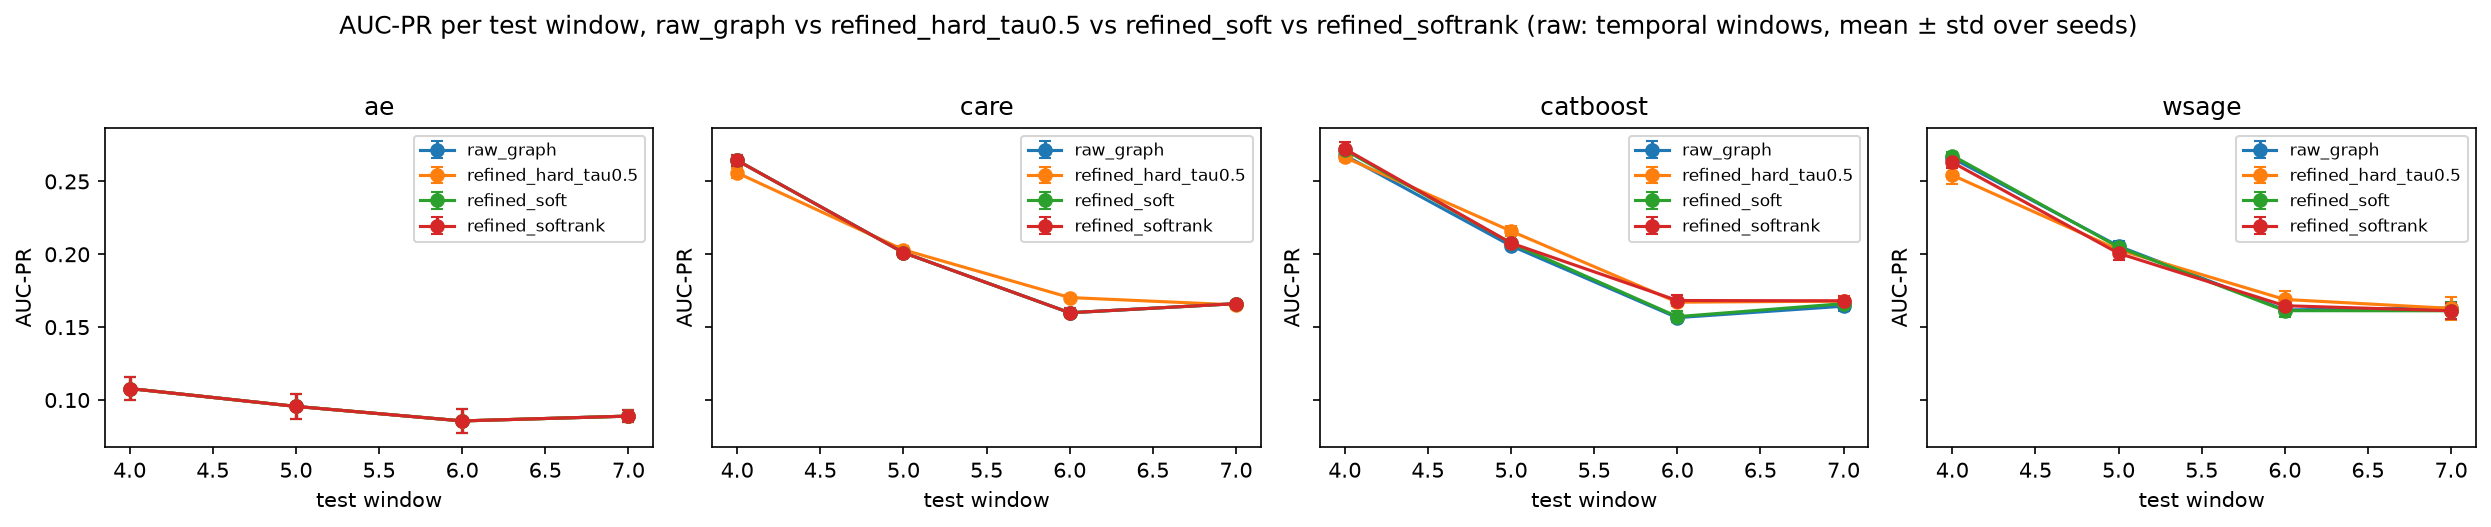 AUC-PR per test window, raw_graph vs refined_hard_tau0.5 vs refined_soft vs refined_softrank (raw: temporal windows, mean ± std over seeds)
ae
AUC-PR
0.25
0.20
0.15
0.10
raw_graph
refined_hard_tau0.5
refined_soft
refined_softrank
4.0 4.5 5.0 5.5 6.0 6.5 7.0
test window
care
AUC-PR
raw_graph
refined_hard_tau0.5
refined_soft
refined_softrank
4.0 4.5 5.0 5.5 6.0 6.5 7.0
test window
catboost
AUC-PR
raw_graph
refined_hard_tau0.5
refined_soft
refined_softrank
4.0 4.5 5.0 5.5 6.0 6.5 7.0
test window
wsage
AUC-PR
raw_graph
refined_hard_tau0.5
refined_soft
refined_softrank
4.0 4.5 5.0 5.5 6.0 6.5 7.0
test window